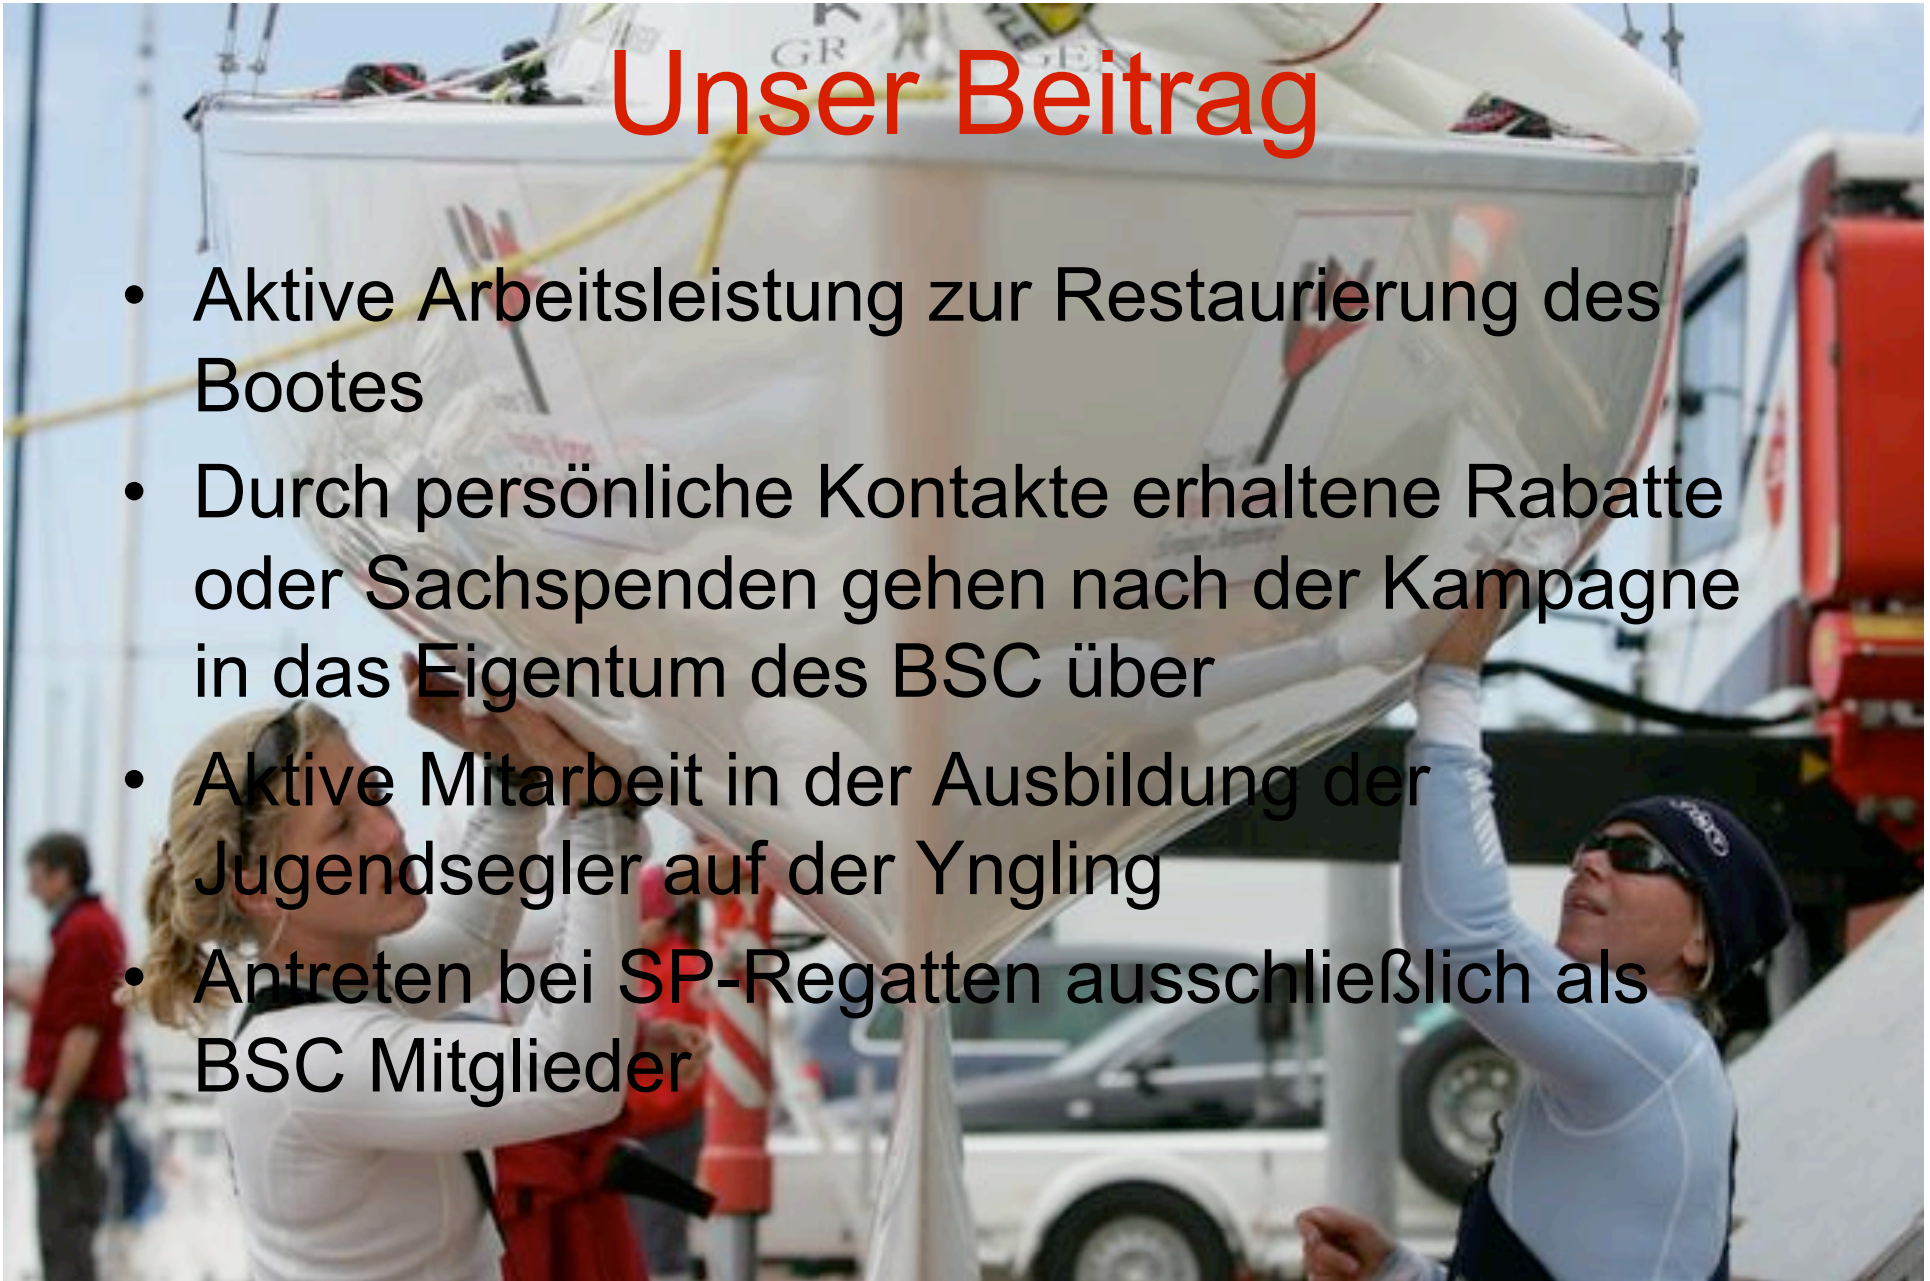 Unser Beitrag
• Aktive Arbeitsleistung zur Restaurierung des
Bootes
• Durch persönliche Kontakte erhaltene Rabatte
oder Sachspenden gehen nach der Kampagne
in das Eigentum des BSC über
• Aktive Mitarbeit in der Ausbildung der
Jugendsegler auf der Yngling
• Antreten bei SP-Regatten ausschließlich als
BSC Mitglieder